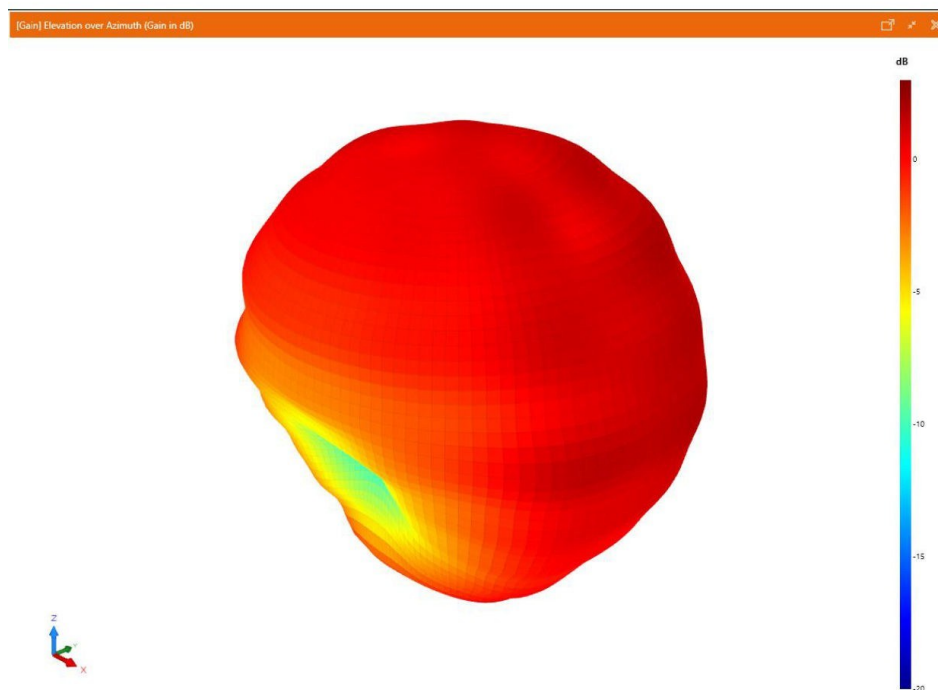 [Gain] Elevation over Azimuth (Gain in dB)
dB
0
-5
-10
-15
-20
Z
Y
X